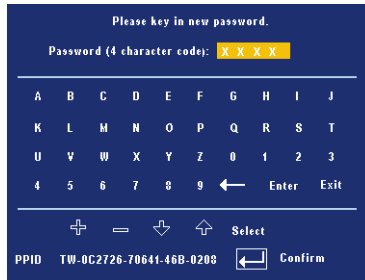 Please key in new password.
Password (4 character code): X X X X
A B C D E F G H I J
K L M N O P Q R S T
U V W X Y Z 0 1 2 3
4 5 6 7 8 9 ← Enter Exit
Select
PPID TW-0C2726-70641-46B-0208 Confirm